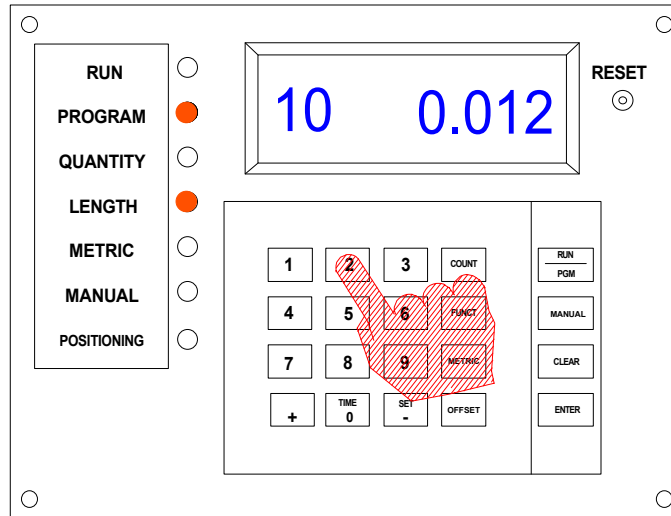 RUN
PROGRAM
QUANTITY
LENGTH
METRIC
MANUAL
POSITIONING
10 0.012
RESET
1 2 3 COUNT
4 5 6 FUNCT
7 8 9 METRIC
+ TIME 0 SET - OFFSET
RUN
PGM
MANUAL
CLEAR
ENTER